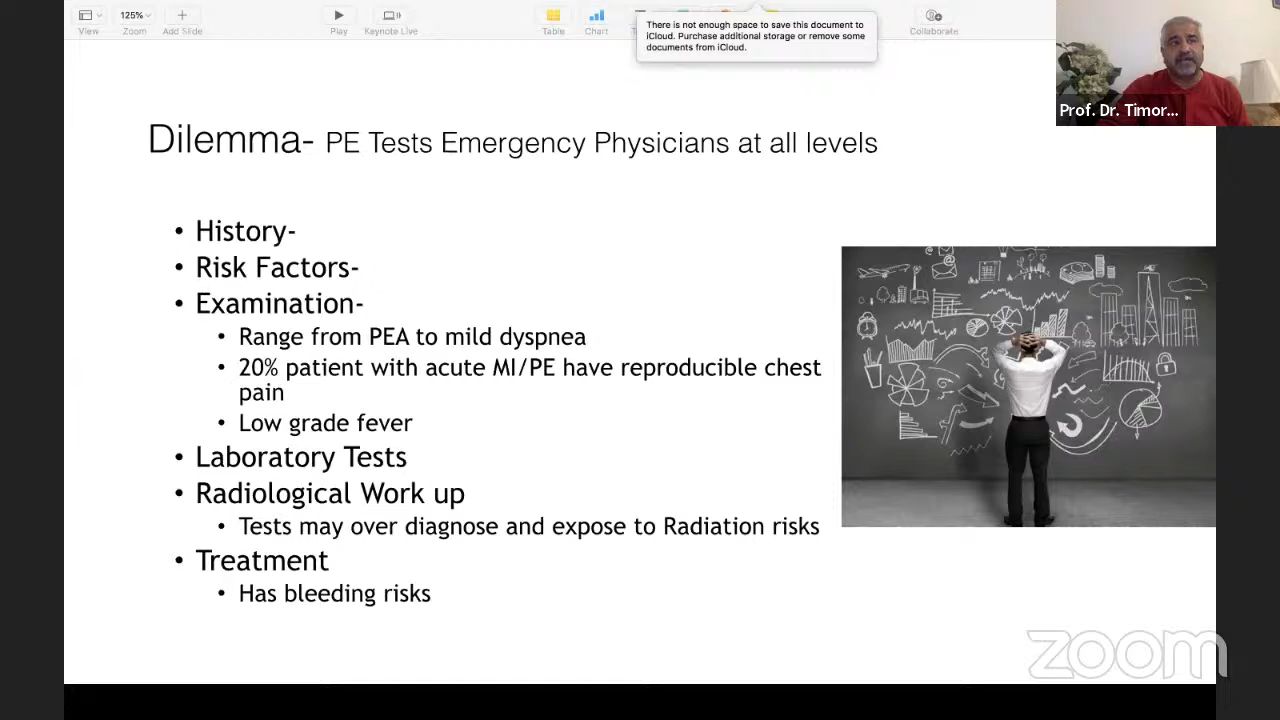 125%
View
Zoom
Add Slide
Play
Keynote Live
Table
Chart
Collaborate
There is not enough space to save this document to
iCloud. Purchase additional storage or remove some
documents from iCloud.
Prof. Dr. Timor...
Dilemma- PE Tests Emergency Physicians at all levels
• History-
• Risk Factors-
• Examination-
• Range from PEA to mild dyspnea
• 20% patient with acute MI/PE have reproducible chest
pain
• Low grade fever
• Laboratory Tests
• Radiological Work up
• Tests may over diagnose and expose to Radiation risks
• Treatment
• Has bleeding risks
zoom